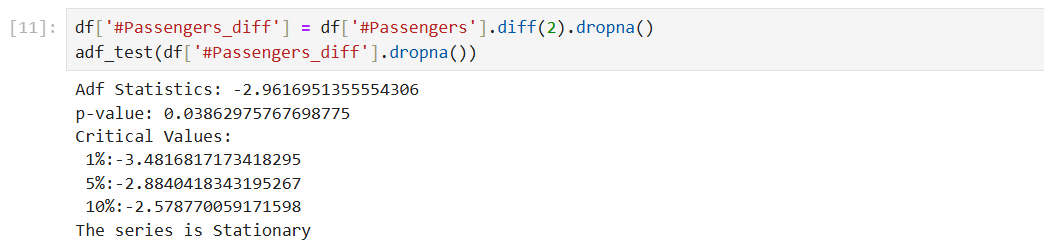 [11]: df['#Passengers_diff'] = df['#Passengers'].diff(2).dropna()
adf_test(df['#Passengers_diff'].dropna())
Adf Statistics: -2.9616951355554306
p-value: 0.03862975767698775
Critical Values:
 1%:-3.4816817173418295
 5%:-2.8840418343195267
 10%:-2.578770059171598
The series is Stationary